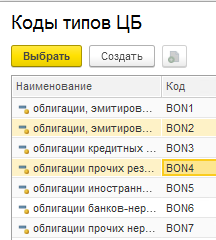 Коды типов ЦБ
Выбрать Создать
Наименование Код
облигации, эмитиров... BON1
облигации, эмитиров... BON2
облигации кредитных ... BON3
облигации прочих рез... BON4
облигации иностранн... BON5
облигации банков-нер... BON6
облигации прочих нер... BON7